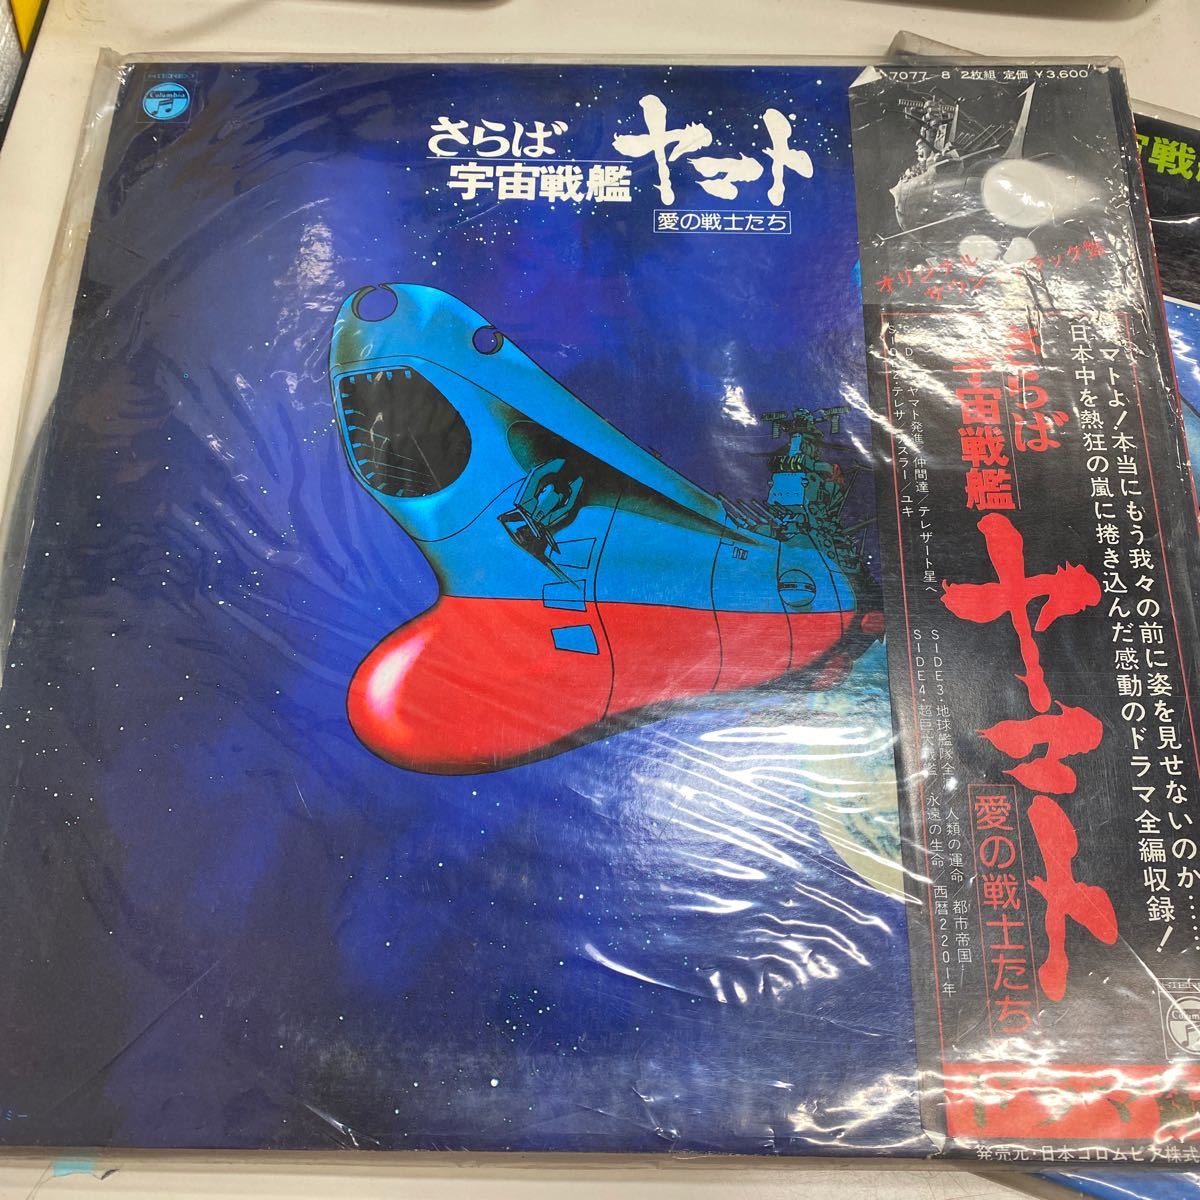 STEREO
Columbia
さらば
宇宙戦艦
ヤマト
愛の戦士たち
7077 8 2枚組 定価 ¥3,600
オリジナル
サウンドトラック盤
ヤマトよ!本当にもう我々の前に姿を見せないのか……
日本中を熱狂の嵐に捲き込んだ感動のドラマ全編収録!
さらば
宇宙戦艦
ヤマト
愛の戦士たち
ヤマト発進/仲間達/テレザート星へ
テレサ/デスラー/ユキ
SIDE3・地球艦隊全滅/人類の運命/都市帝国!
SIDE4・超巨大戦艦/永遠の生命/西暦2201年
STEREO
ドラマ
発売元・日本コロムビア株式
宙戦
ミー